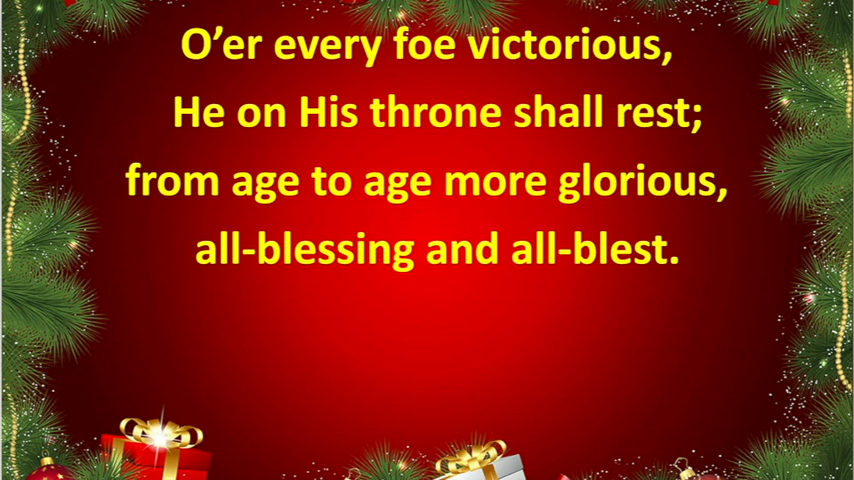 O’er every foe victorious,
He on His throne shall rest;
from age to age more glorious,
all-blessing and all-blest.